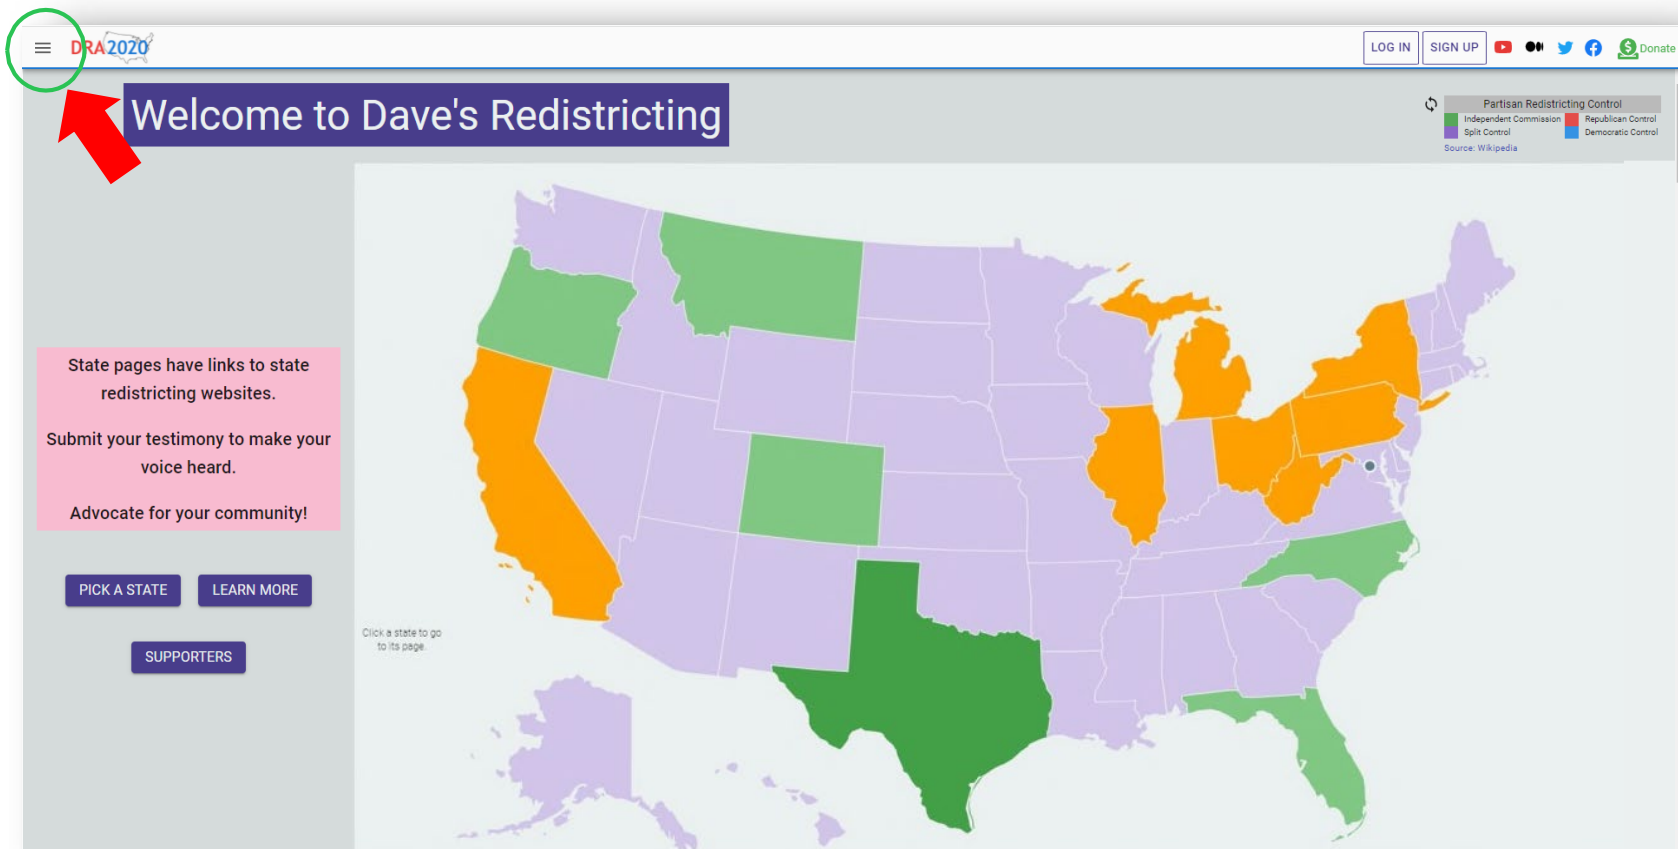 DRA2020
LOG IN
SIGN UP
Donate
Welcome to Dave's Redistricting
Partisan Redistricting Control
Independent Commission
Republican Control
Split Control
Democratic Control
Source: Wikipedia
State pages have links to state
redistricting websites.
Submit your testimony to make your
voice heard.
Advocate for your community!
PICK A STATE
LEARN MORE
SUPPORTERS
Click a state to go
to its page.